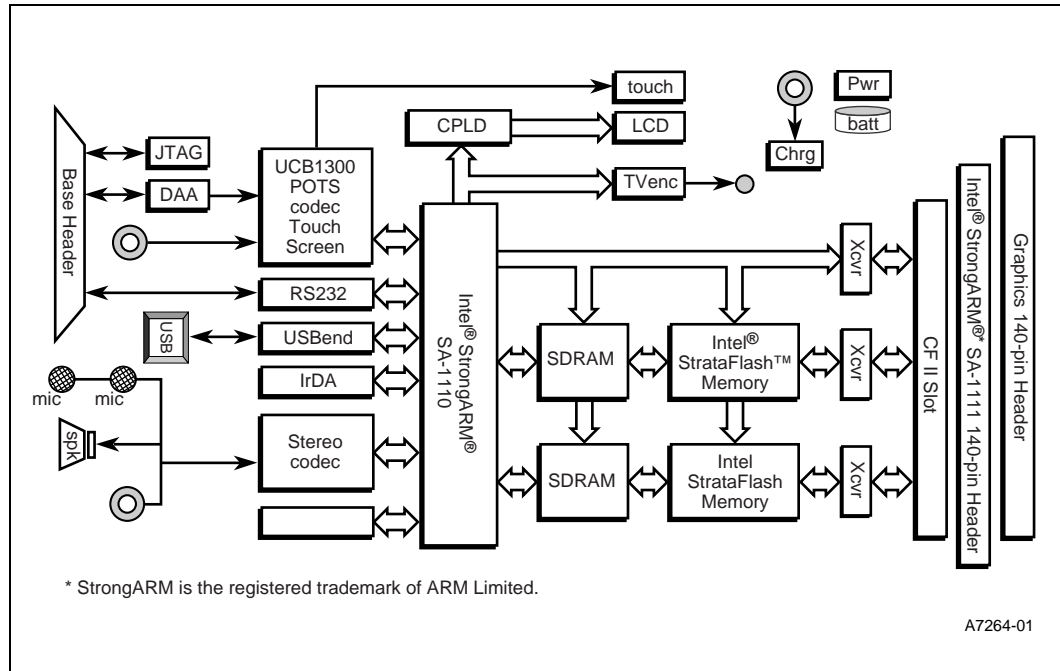 touch
Pwr
CPLD
LCD
batt
JTAG
UCB1300
POTS
codec
Touch
Screen
Chrg
DAA
TVenc
Base Header
Xcvr
RS232
Intel® StrongARM®
SA-1110
USB
USBend
SDRAM
Intel®
StrataFlash™
Memory
Xcvr
CF II Slot
Intel® StrongARM®* SA-1111 140-pin Header
Graphics 140-pin Header
IrDA
mic
mic
spk
Stereo
codec
SDRAM
Intel
StrataFlash
Memory
Xcvr
* StrongARM is the registered trademark of ARM Limited.
A7264-01